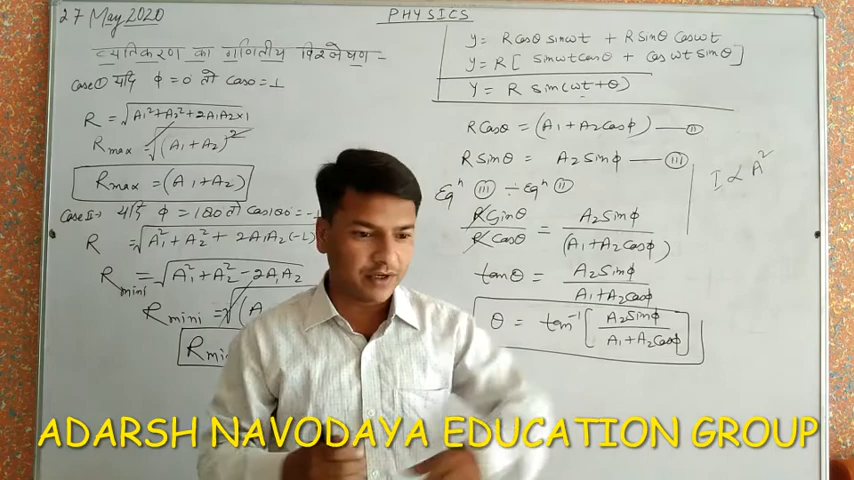 27 May 2020
PHYSICS
व्यतिकरण का गणितीय विश्लेषण -
Case ① यदि φ = 0 तो Cos0 = 1
R = √A₁² + A₂² + 2A₁A₂ × 1
Rmax = √(A₁ + A₂)²
Rmax = (A₁ + A₂)
Case II → यदि φ = 180 तो Cos180 = -1
R = √A₁² + A₂² + 2A₁A₂(-1)
Rmini = √A₁² + A₂² - 2A₁A₂
Rmini = √(A
Rmi
y = R Cosθ sinωt + R Sinθ Cosωt
y = R [ sinωt cosθ + cosωt sinθ ]
Y = R sin(ωt + θ)
R Cosθ = (A₁ + A₂ Cosφ) — ⓘⓘ
R Sinθ = A₂ Sinφ — ⓘⓘⓘ
Eqⁿ ⓘⓘⓘ ÷ Eqⁿ ⓘⓘ
R Sinθ / R Cosθ = A₂ Sinφ / (A₁ + A₂ Cosφ)
tanθ = A₂ Sinφ / A₁ + A₂ Cosφ
θ = tan⁻¹ [ A₂ Sinφ / A₁ + A₂ Cosφ ]
I ∝ A²
ADARSH NAVODAYA EDUCATION GROUP